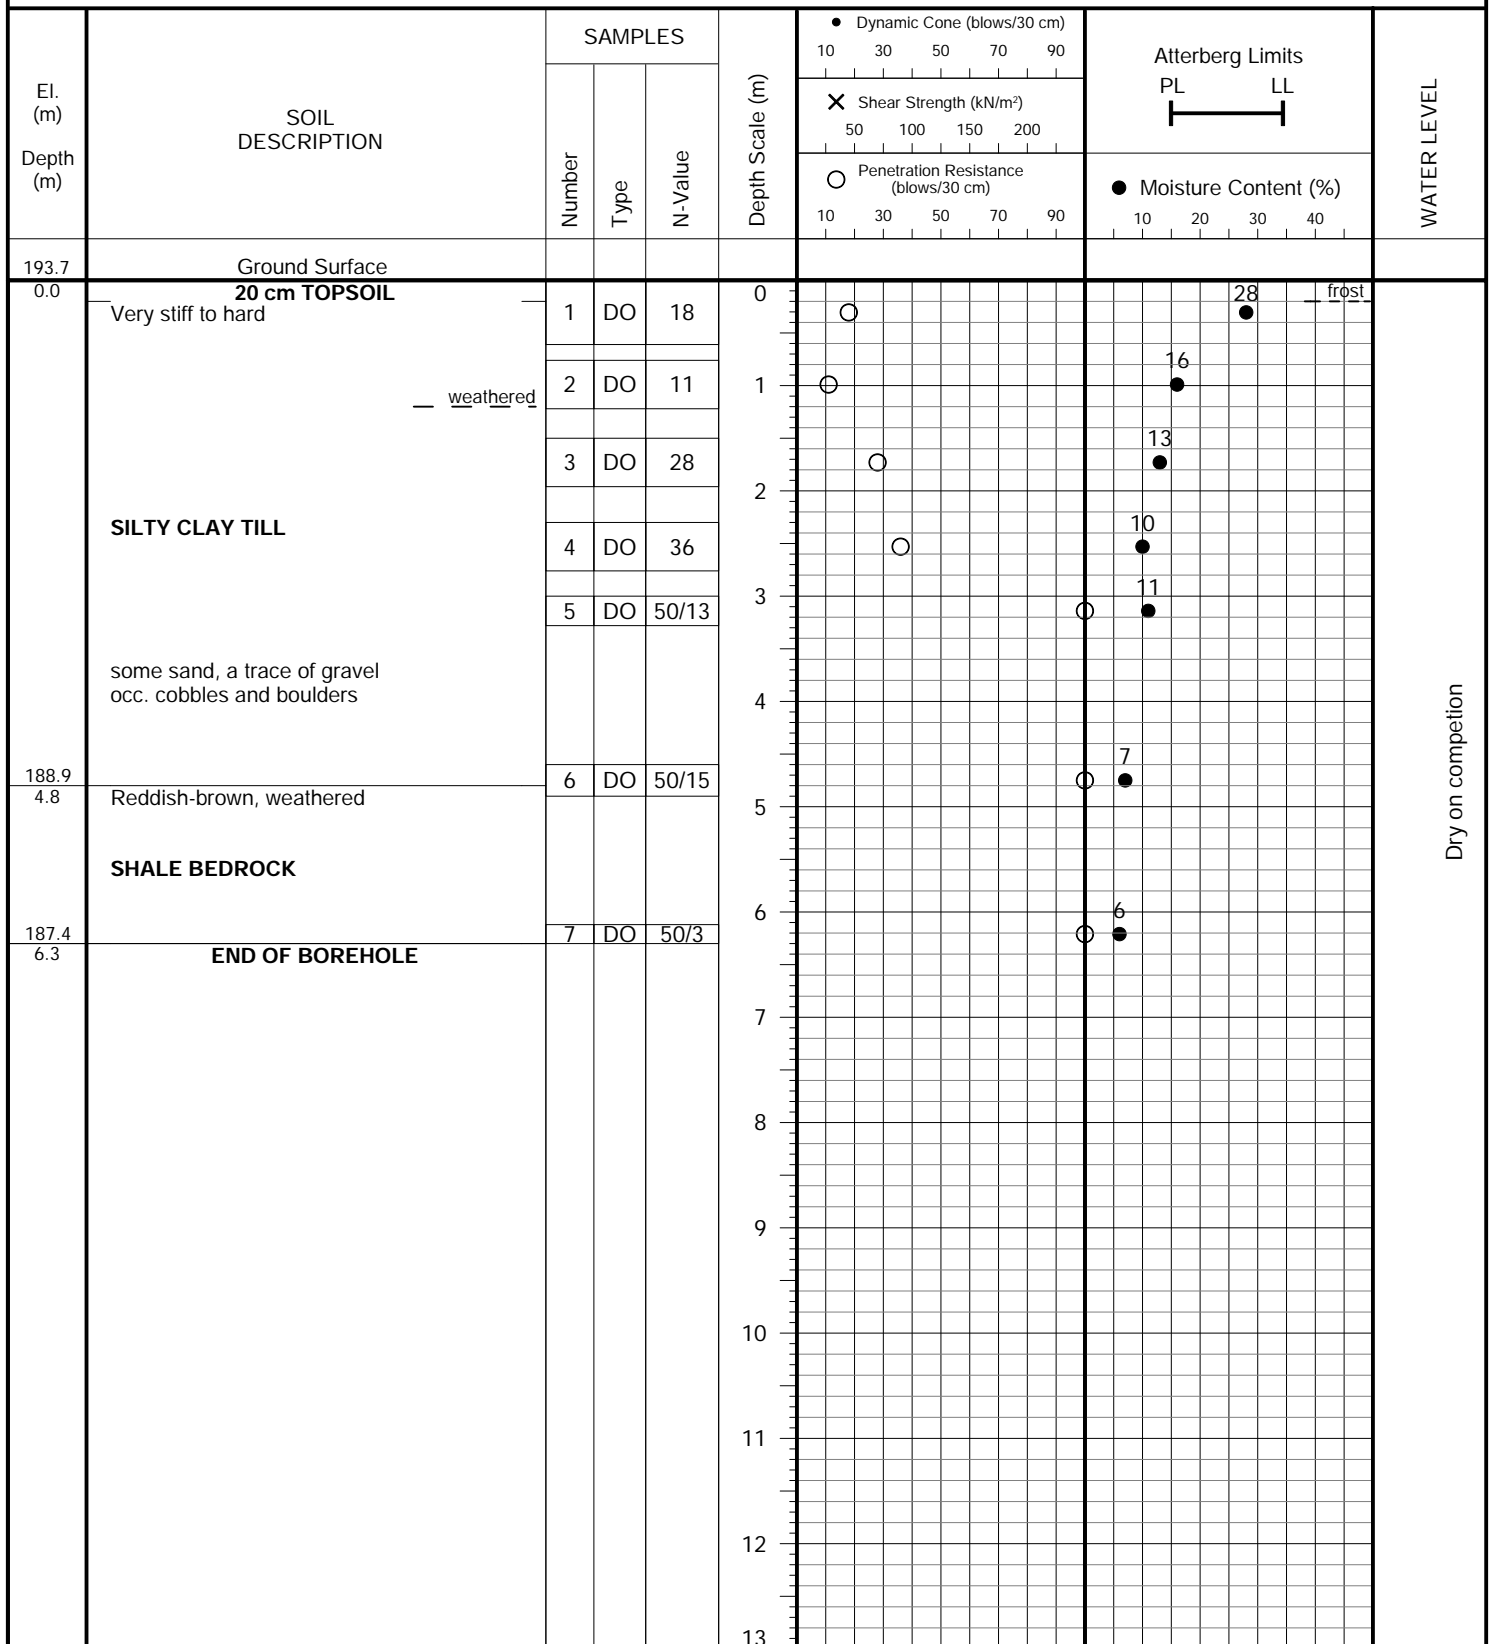 El.
(m)
Depth
(m)
SOIL
DESCRIPTION
SAMPLES
Number
Type
N-Value
Depth Scale (m)
Dynamic Cone (blows/30 cm)
10 30 50 70 90
Shear Strength (kN/m²)
50 100 150 200
Penetration Resistance
(blows/30 cm)
10 30 50 70 90
Atterberg Limits
PL LL
Moisture Content (%)
10 20 30 40
WATER LEVEL
193.7 Ground Surface
0.0 20 cm TOPSOIL 0 28 frost
Very stiff to hard 1 DO 18
16
2 DO 11 1
weathered
13
3 DO 28
2
SILTY CLAY TILL 10
4 DO 36
11
3
5 DO 50/13
some sand, a trace of gravel
occ. cobbles and boulders
4
7
188.9 6 DO 50/15
4.8 Reddish-brown, weathered
5
Dry on competion
SHALE BEDROCK
6 6
187.4 7 DO 50/3
6.3 END OF BOREHOLE
7
8
9
10
11
12
13